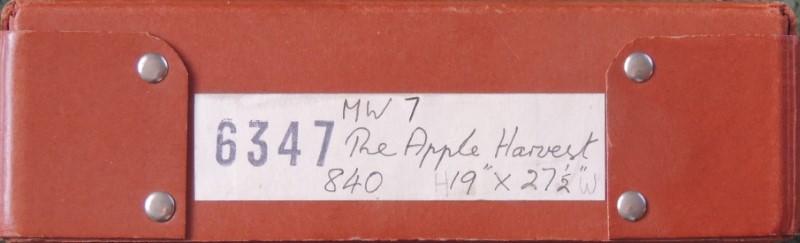 MW 7
6347 The Apple Harvest
840 H19" X 27½"W